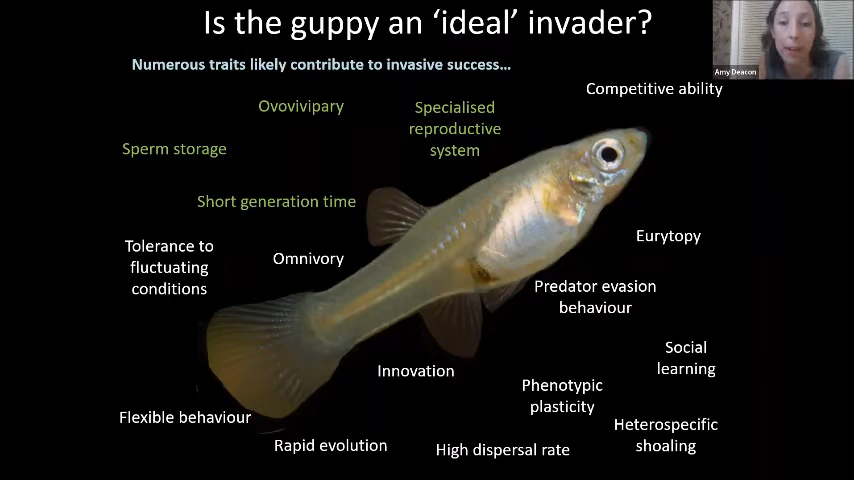 Is the guppy an ‘ideal’ invader?
Numerous traits likely contribute to invasive success…
Amy Deacon
Competitive ability
Ovovivipary
Specialised
reproductive
system
Sperm storage
Short generation time
Tolerance to
fluctuating
conditions
Omnivory
Eurytopy
Predator evasion
behaviour
Social
learning
Innovation
Phenotypic
plasticity
Flexible behaviour
Heterospecific
shoaling
Rapid evolution
High dispersal rate